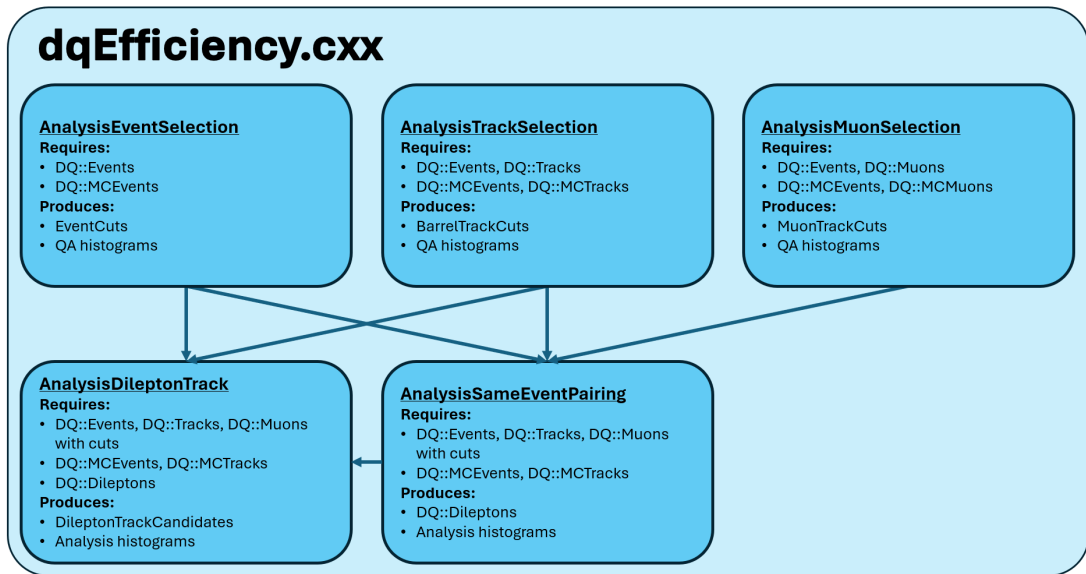 dqEfficiency.cxx
AnalysisEventSelection
Requires:
• DQ::Events
• DQ::MCEvents
Produces:
• EventCuts
• QA histograms
AnalysisTrackSelection
Requires:
• DQ::Events, DQ::Tracks
• DQ::MCEvents, DQ::MCTracks
Produces:
• BarrelTrackCuts
• QA histograms
AnalysisMuonSelection
Requires:
• DQ::Events, DQ::Muons
• DQ::MCEvents, DQ::MCMuons
Produces:
• MuonTrackCuts
• QA histograms
AnalysisDileptonTrack
Requires:
• DQ::Events, DQ::Tracks, DQ::Muons
with cuts
• DQ::MCEvents, DQ::MCTracks
• DQ::Dileptons
Produces:
• DileptonTrackCandidates
• Analysis histograms
AnalysisSameEventPairing
Requires:
• DQ::Events, DQ::Tracks, DQ::Muons
with cuts
• DQ::MCEvents, DQ::MCTracks
Produces:
• DQ::Dileptons
• Analysis histograms